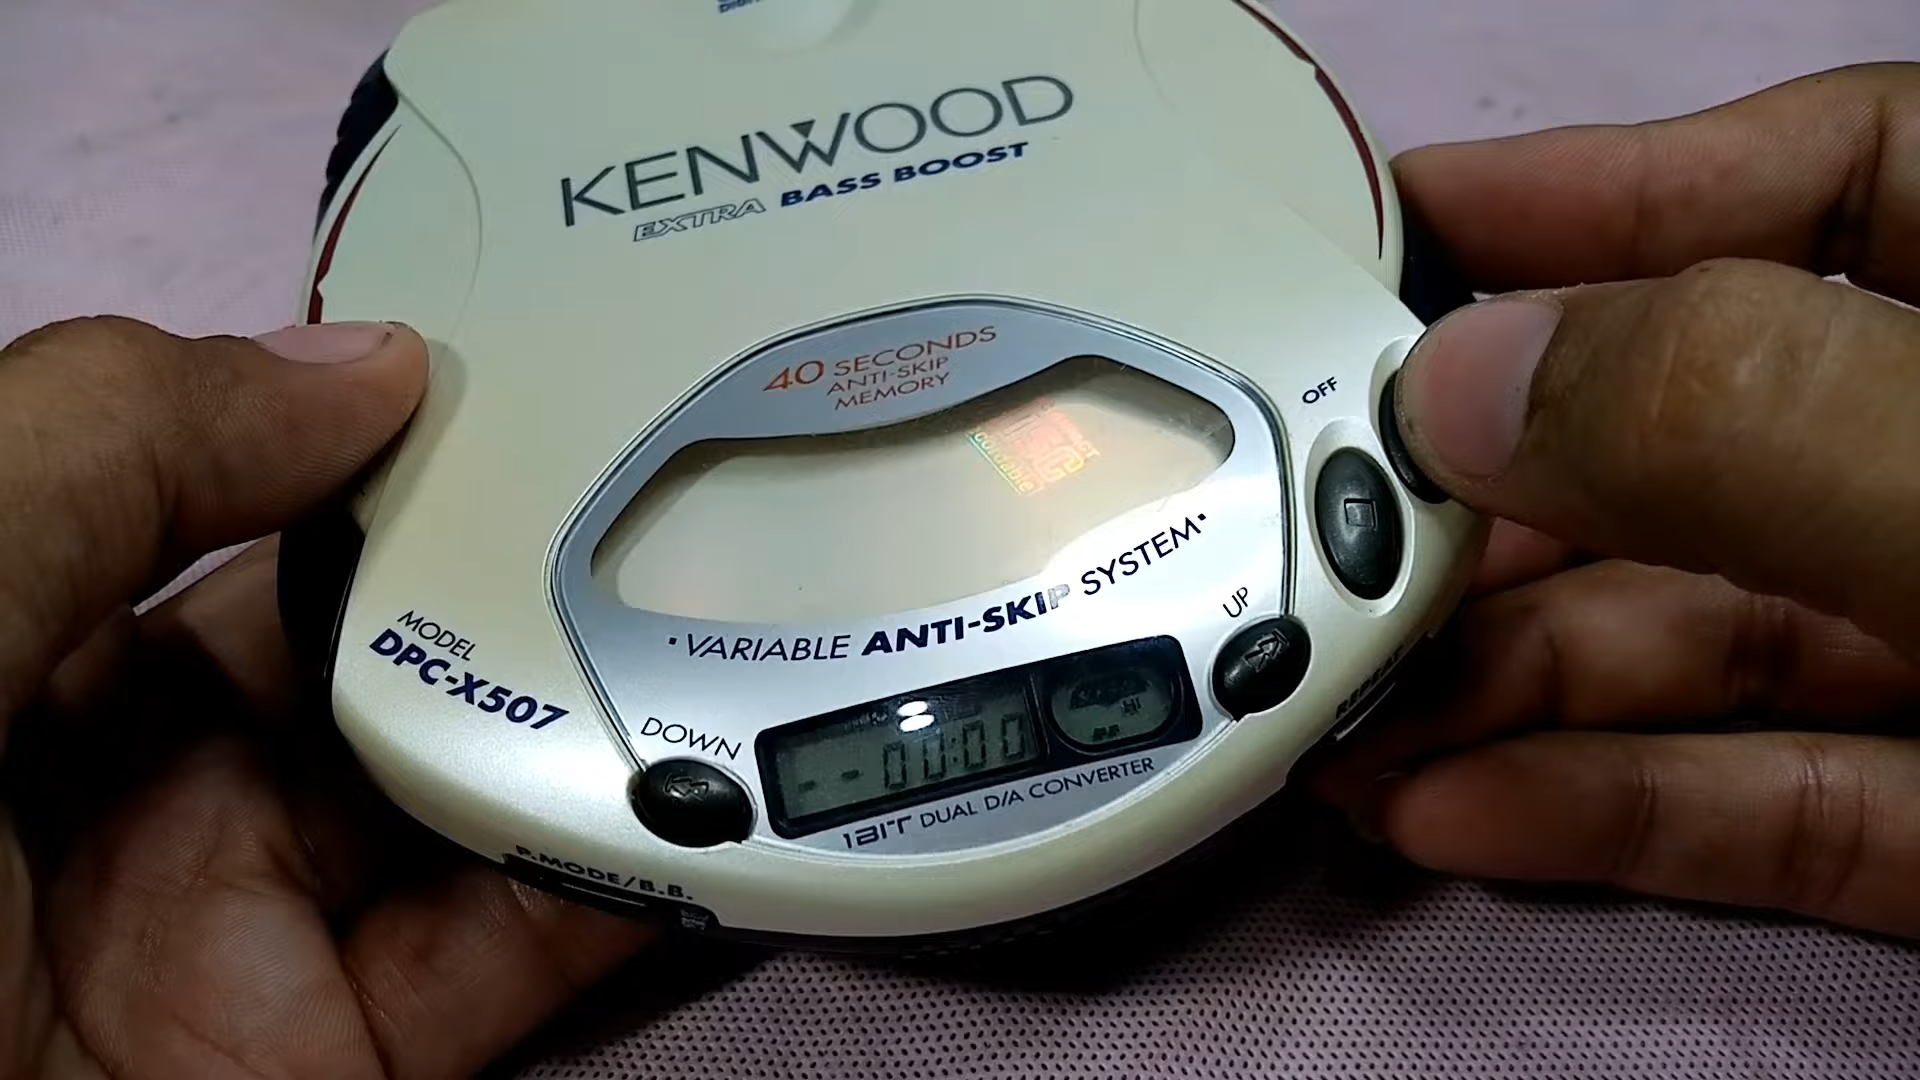 KENWOOD
EXTRA BASS BOOST
40 SECONDS
ANTI-SKIP
MEMORY
OFF
•VARIABLE ANTI-SKIP SYSTEM•
UP
MODEL
DPC-X507
DOWN
- - 00:00
1BIT DUAL D/A CONVERTER
P.MODE/B.B.